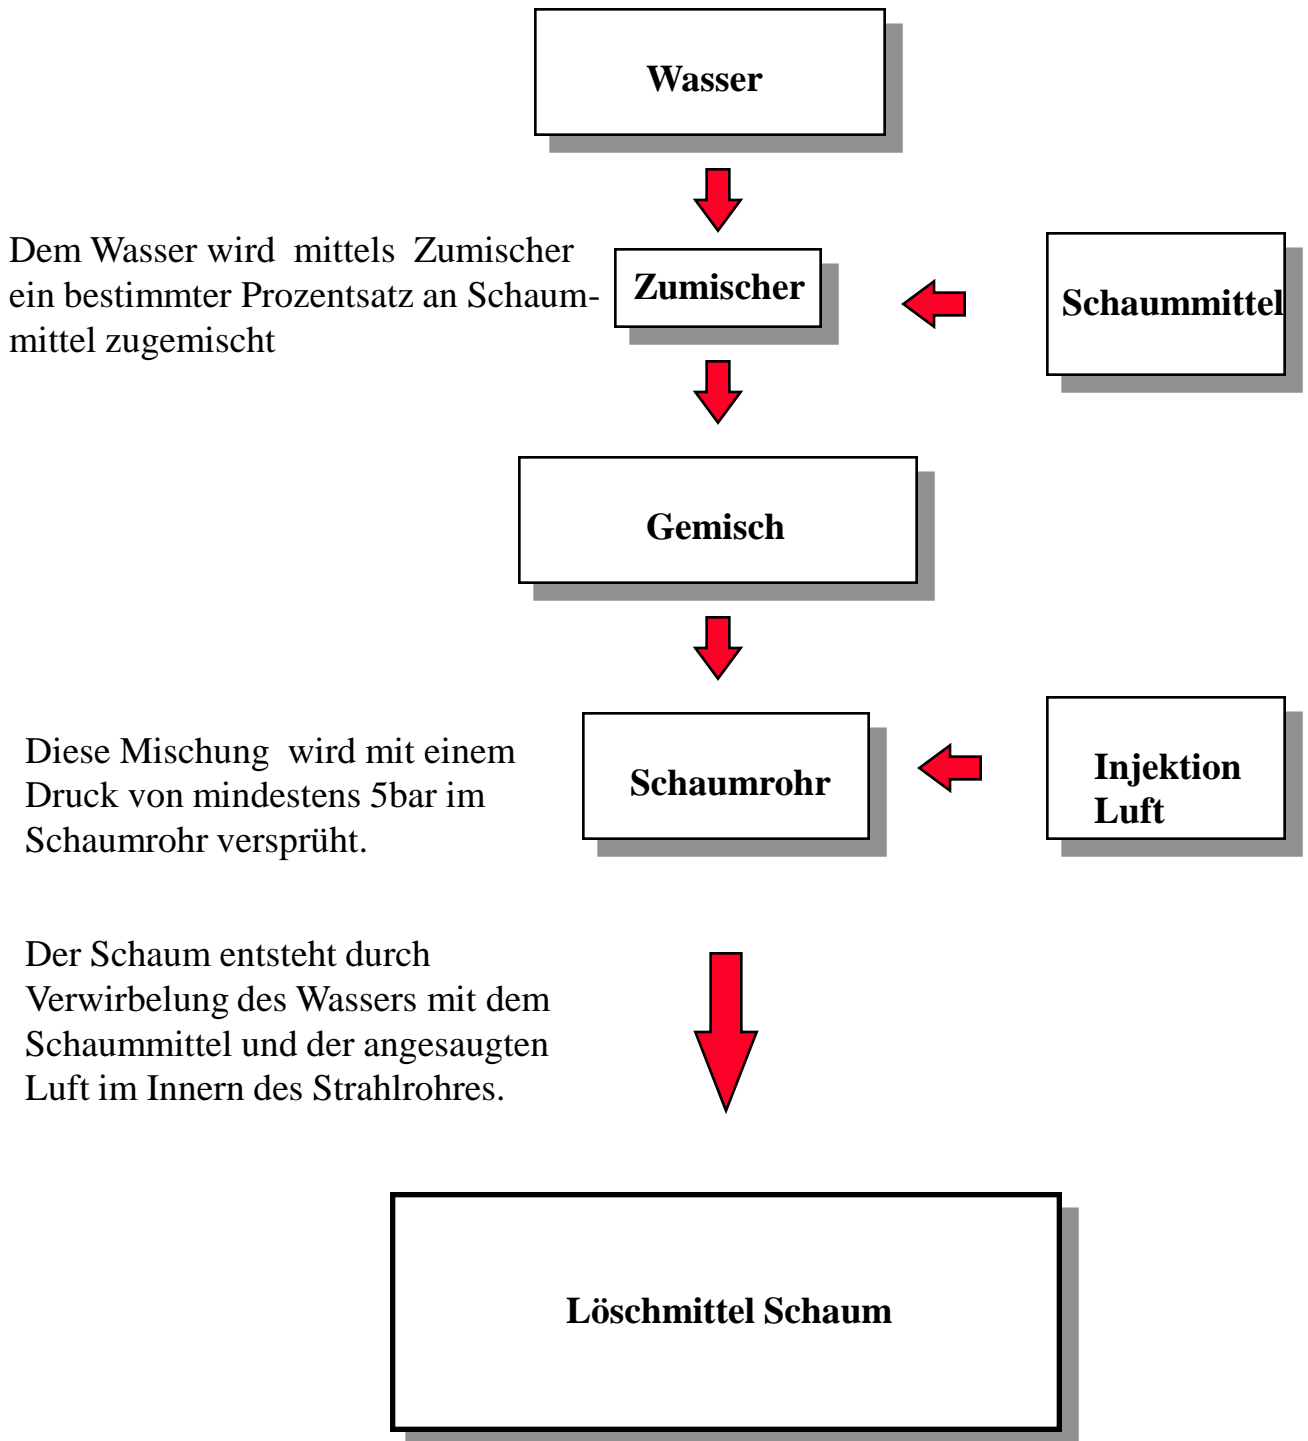 Wasser
Dem Wasser wird mittels Zumischer
ein bestimmter Prozentsatz an Schaum-
mittel zugemischt
Zumischer
Schaummittel
Gemisch
Diese Mischung wird mit einem
Druck von mindestens 5bar im
Schaumrohr versprüht.
Schaumrohr
Injektion
Luft
Der Schaum entsteht durch
Verwirbelung des Wassers mit dem
Schaummittel und der angesaugten
Luft im Innern des Strahlrohres.
Löschmittel Schaum